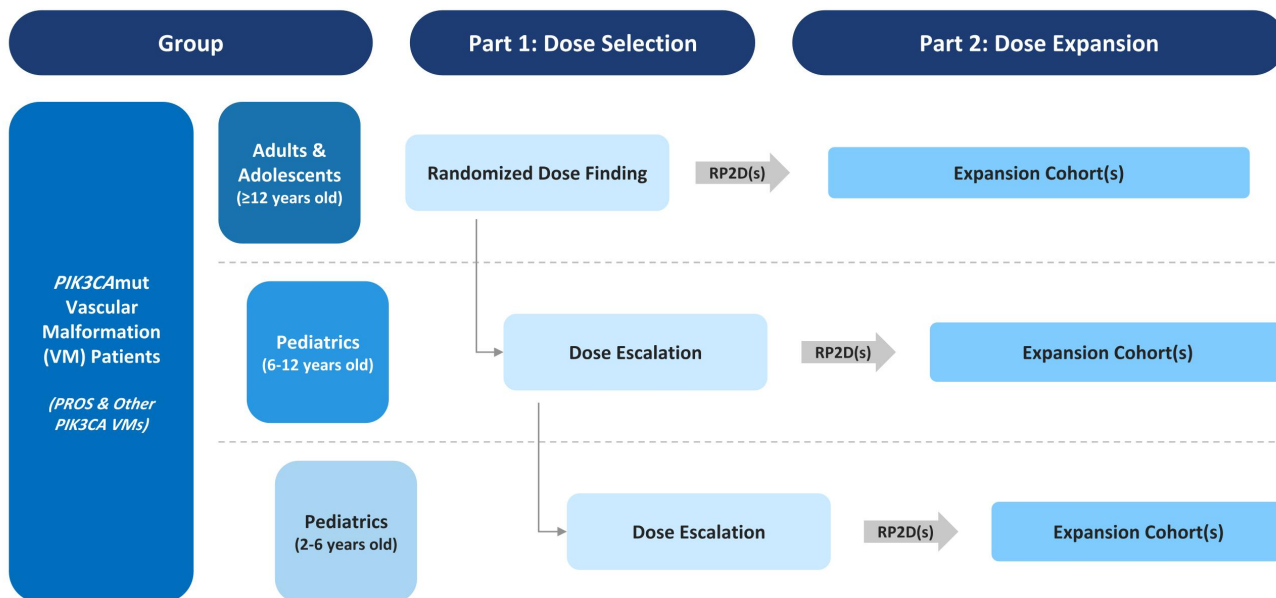 Group
Part 1: Dose Selection
Part 2: Dose Expansion
PIK3CAmut
Vascular
Malformation
(VM) Patients
(PROS & Other
PIK3CA VMs)
Adults &
Adolescents
(≥12 years old)
Randomized Dose Finding
RP2D(s)
Expansion Cohort(s)
Pediatrics
(6-12 years old)
Dose Escalation
RP2D(s)
Expansion Cohort(s)
Pediatrics
(2-6 years old)
Dose Escalation
RP2D(s)
Expansion Cohort(s)